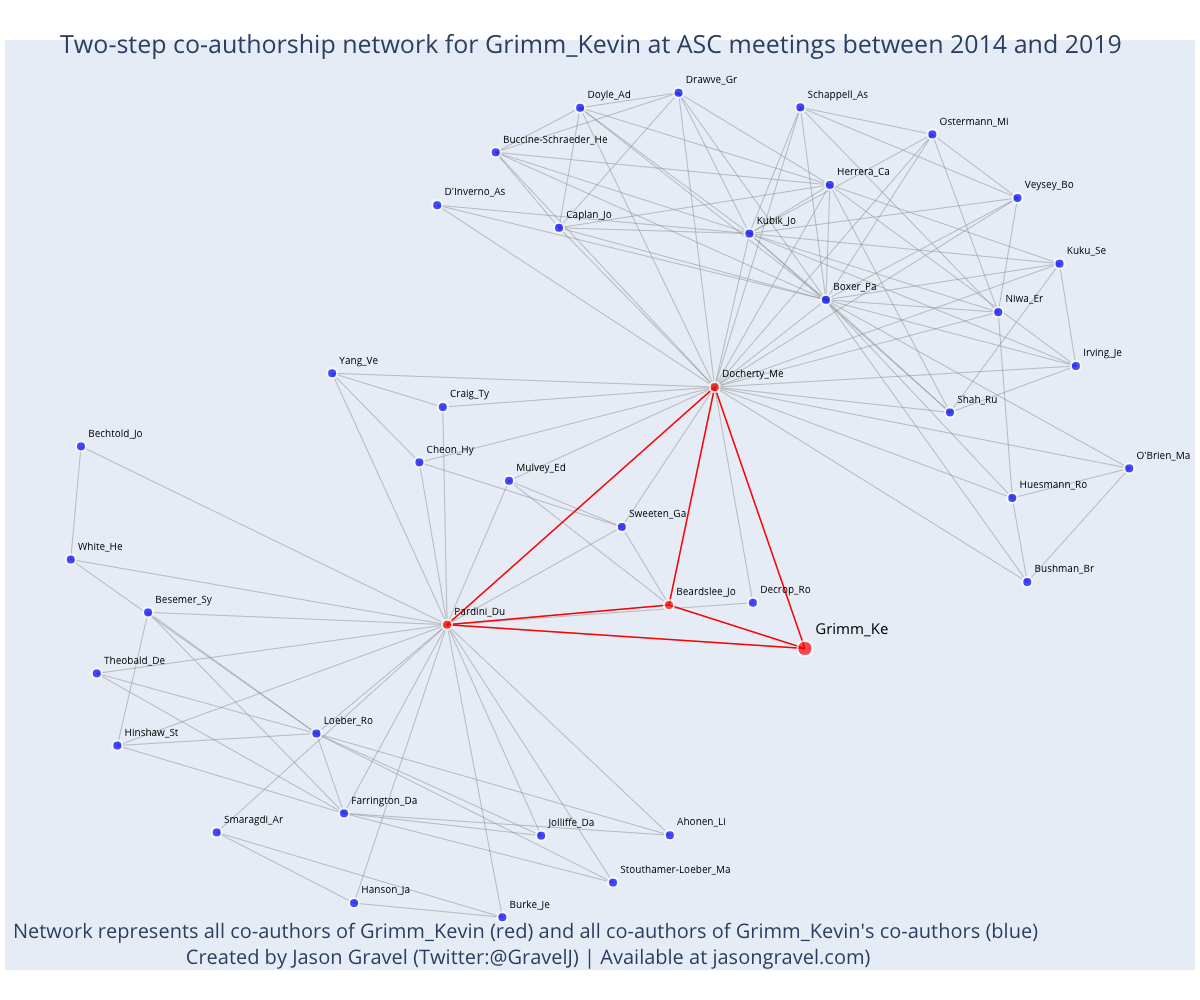 Two-step co-authorship network for Grimm_Kevin at ASC meetings between 2014 and 2019
Drawve_Gr
Doyle_Ad
Schappell_As
Ostermann_Mi
Buccine-Schraeder_He
Herrera_Ca
Veysey_Bo
D'Inverno_As
Caplan_Jo
Kubik_Jo
Kuku_Se
Boxer_Pa
Niwa_Er
Irving_Je
Yang_Ve
Docherty_Me
Craig_Ty
Shah_Ru
Bechtold_Jo
Cheon_Hy
Mulvey_Ed
O'Brien_Ma
Huesmann_Ro
Sweeten_Ga
White_He
Bushman_Br
Beardslee_Jo
Decrop_Ro
Besemer_Sy
Pardini_Du
Grimm_Ke
Theobald_De
Loeber_Ro
Hinshaw_St
Farrington_Da
Smaragdi_Ar
Jolliffe_Da
Ahonen_Li
Stouthamer-Loeber_Ma
Hanson_Ja
Burke_Je
Network represents all co-authors of Grimm_Kevin (red) and all co-authors of Grimm_Kevin's co-authors (blue)
Created by Jason Gravel (Twitter:@GravelJ) | Available at jasongravel.com)